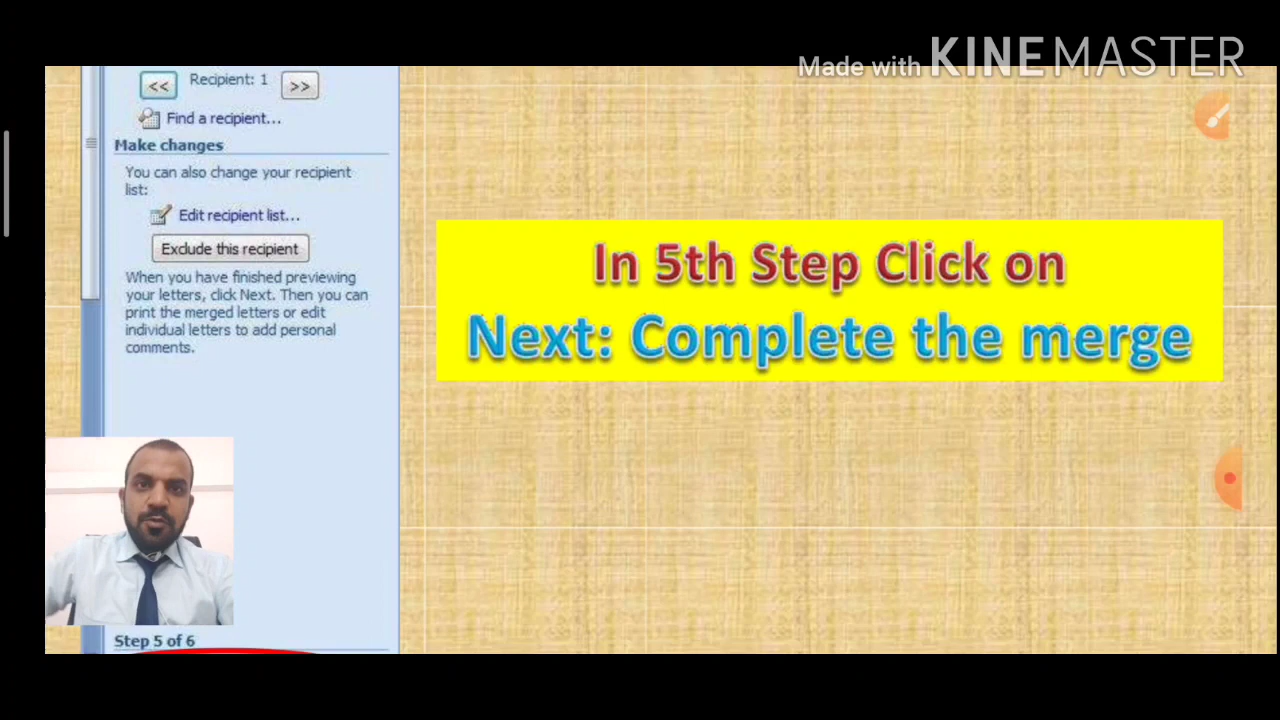 Made with KINEMASTER
<< Recipient: 1 >>
Find a recipient...
Make changes
You can also change your recipient
list:
Edit recipient list...
Exclude this recipient
When you have finished previewing
your letters, click Next. Then you can
print the merged letters or edit
individual letters to add personal
comments.
Step 5 of 6
In 5th Step Click on
Next: Complete the merge